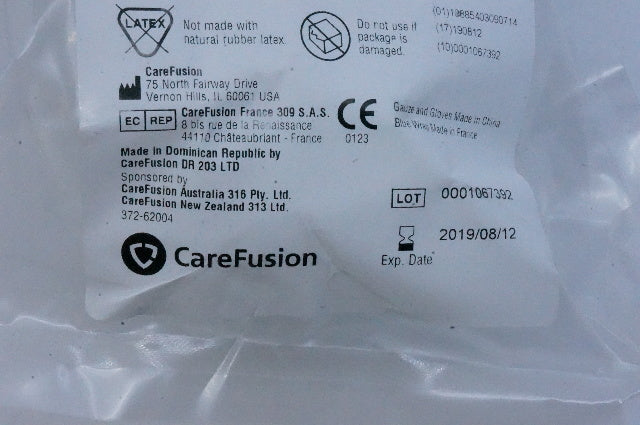 LATEX
Not made with
natural rubber latex.
Do not use if
package is
damaged.
(01)10885403090714
(17)190812
(10)0001067392
CareFusion
75 North Fairway Drive
Vernon Hills, IL 60061 USA
EC REP
CareFusion France 309 S.A.S.
8 bis rue de la Renaissance
44110 Châteaubriant - France
CE
0123
Gauze and Gloves Made in China
Made in France
Made in Dominican Republic by
CareFusion DR 203 LTD
Sponsored by
CareFusion Australia 316 Pty. Ltd.
CareFusion New Zealand 313 Ltd.
372-62004
LOT 0001067392
2019/08/12
Exp. Date
CareFusion